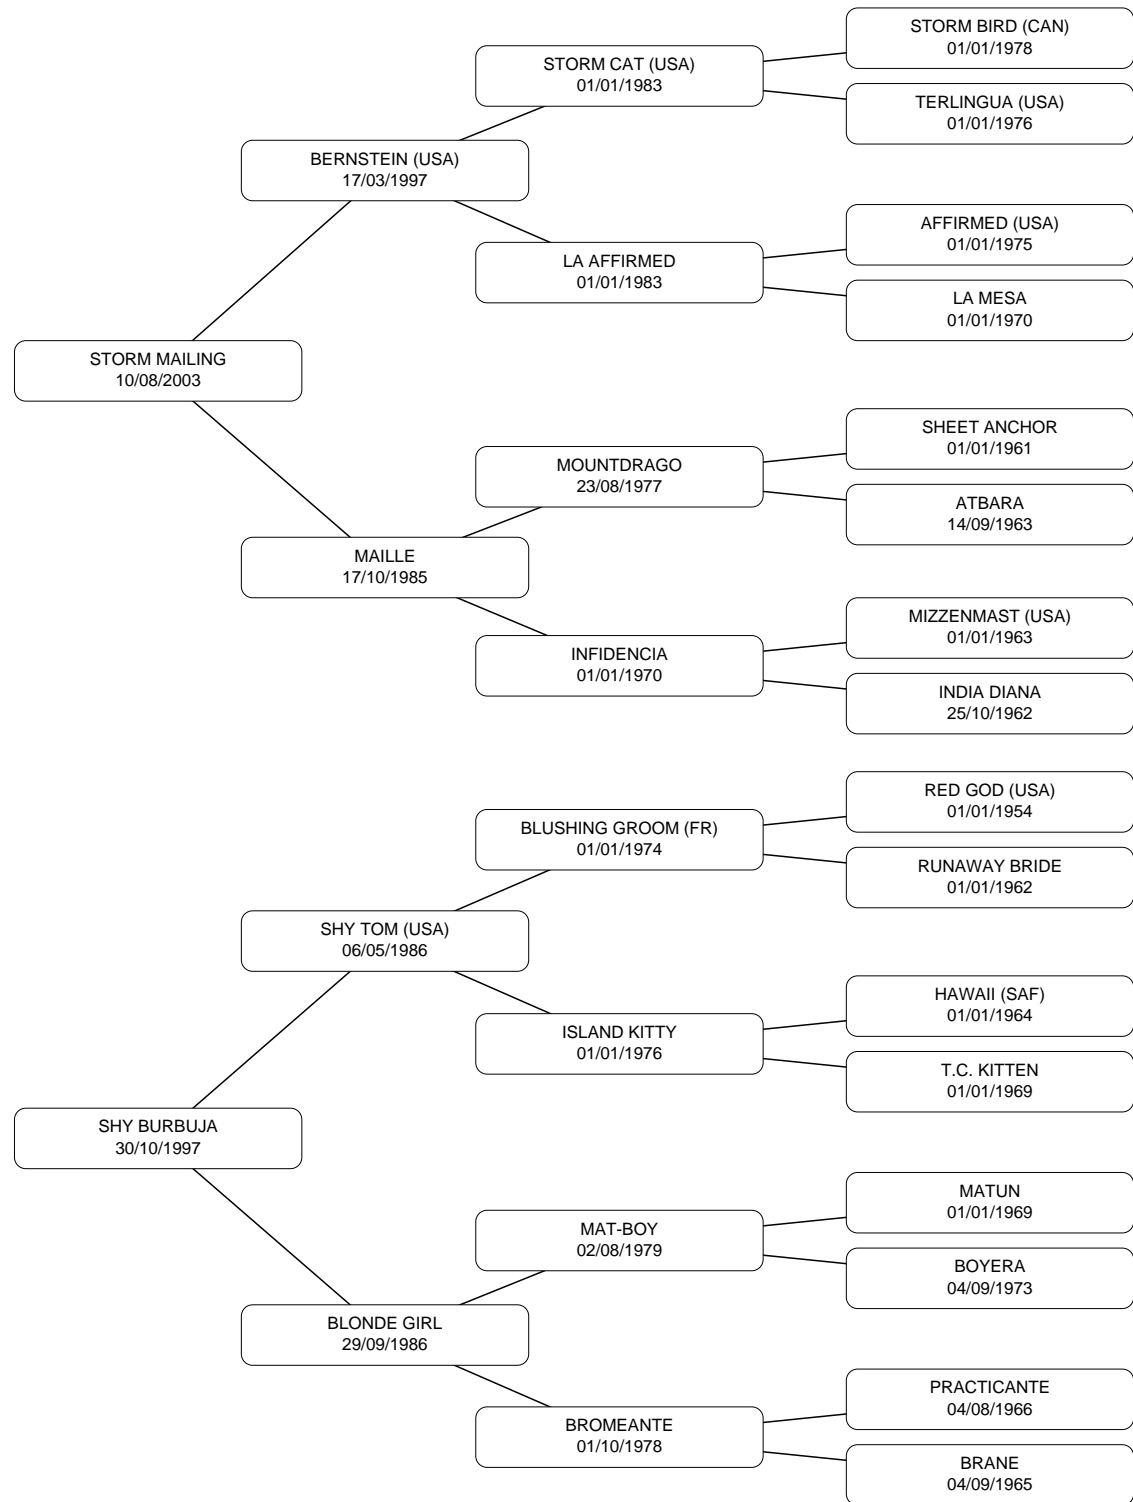 STORM BIRD (CAN)
01/01/1978
STORM CAT (USA)
01/01/1983
TERLINGUA (USA)
01/01/1976
BERNSTEIN (USA)
17/03/1997
AFFIRMED (USA)
01/01/1975
LA AFFIRMED
01/01/1983
LA MESA
01/01/1970
STORM MAILING
10/08/2003
SHEET ANCHOR
01/01/1961
MOUNTDRAGO
23/08/1977
ATBARA
14/09/1963
MAILLE
17/10/1985
MIZZENMAST (USA)
01/01/1963
INFIDENCIA
01/01/1970
INDIA DIANA
25/10/1962
RED GOD (USA)
01/01/1954
BLUSHING GROOM (FR)
01/01/1974
RUNAWAY BRIDE
01/01/1962
SHY TOM (USA)
06/05/1986
HAWAII (SAF)
01/01/1964
ISLAND KITTY
01/01/1976
T.C. KITTEN
01/01/1969
SHY BURBUJA
30/10/1997
MATUN
01/01/1969
MAT-BOY
02/08/1979
BOYERA
04/09/1973
BLONDE GIRL
29/09/1986
PRACTICANTE
04/08/1966
BROMEANTE
01/10/1978
BRANE
04/09/1965